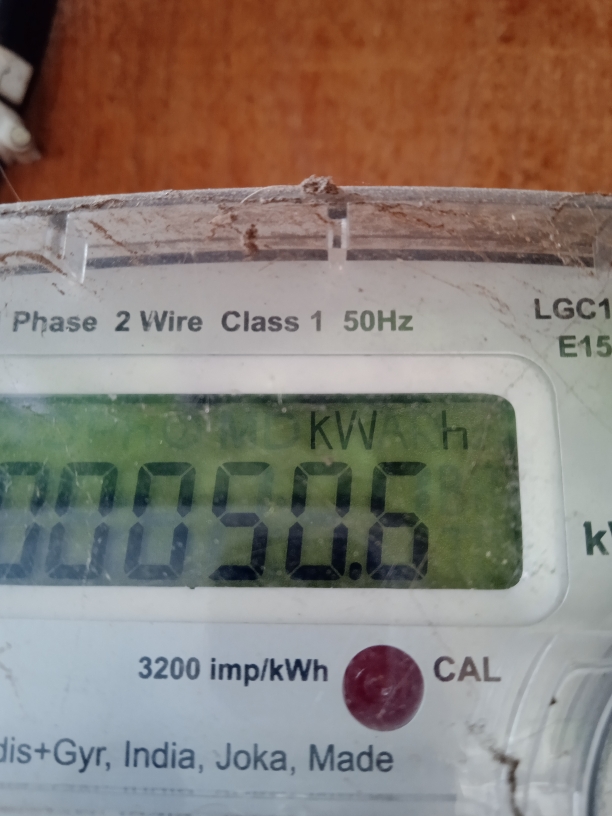 Phase 2 Wire Class 1 50Hz
LGC1
E15
kWh
00050.6
3200 imp/kWh CAL
dis+Gyr, India, Joka, Made